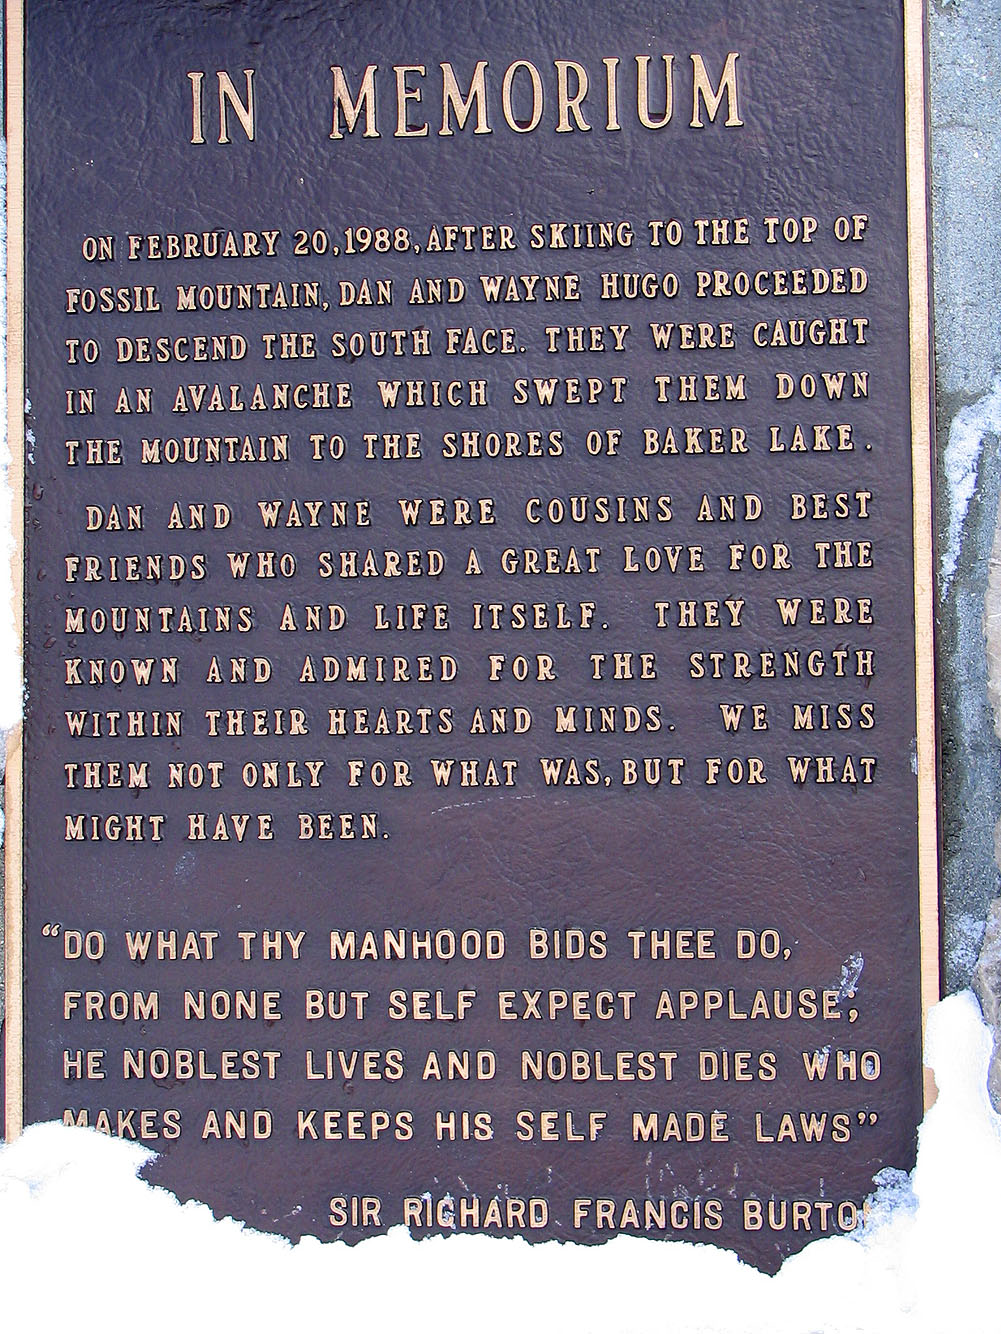 IN MEMORIUM
ON FEBRUARY 20,1988,AFTER SKIING TO THE TOP OF
FOSSIL MOUNTAIN, DAN AND WAYNE HUGO PROCEEDED
TO DESCEND THE SOUTH FACE. THEY WERE CAUGHT
IN AN AVALANCHE WHICH SWEPT THEM DOWN
THE MOUNTAIN TO THE SHORES OF BAKER LAKE.
DAN AND WAYNE WERE COUSINS AND BEST
FRIENDS WHO SHARED A GREAT LOVE FOR THE
MOUNTAINS AND LIFE ITSELF. THEY WERE
KNOWN AND ADMIRED FOR THE STRENGTH
WITHIN THEIR HEARTS AND MINDS. WE MISS
THEM NOT ONLY FOR WHAT WAS, BUT FOR WHAT
MIGHT HAVE BEEN.
“DO WHAT THY MANHOOD BIDS THEE DO,
FROM NONE BUT SELF EXPECT APPLAUSE;
HE NOBLEST LIVES AND NOBLEST DIES WHO
MAKES AND KEEPS HIS SELF MADE LAWS”
SIR RICHARD FRANCIS BURTON